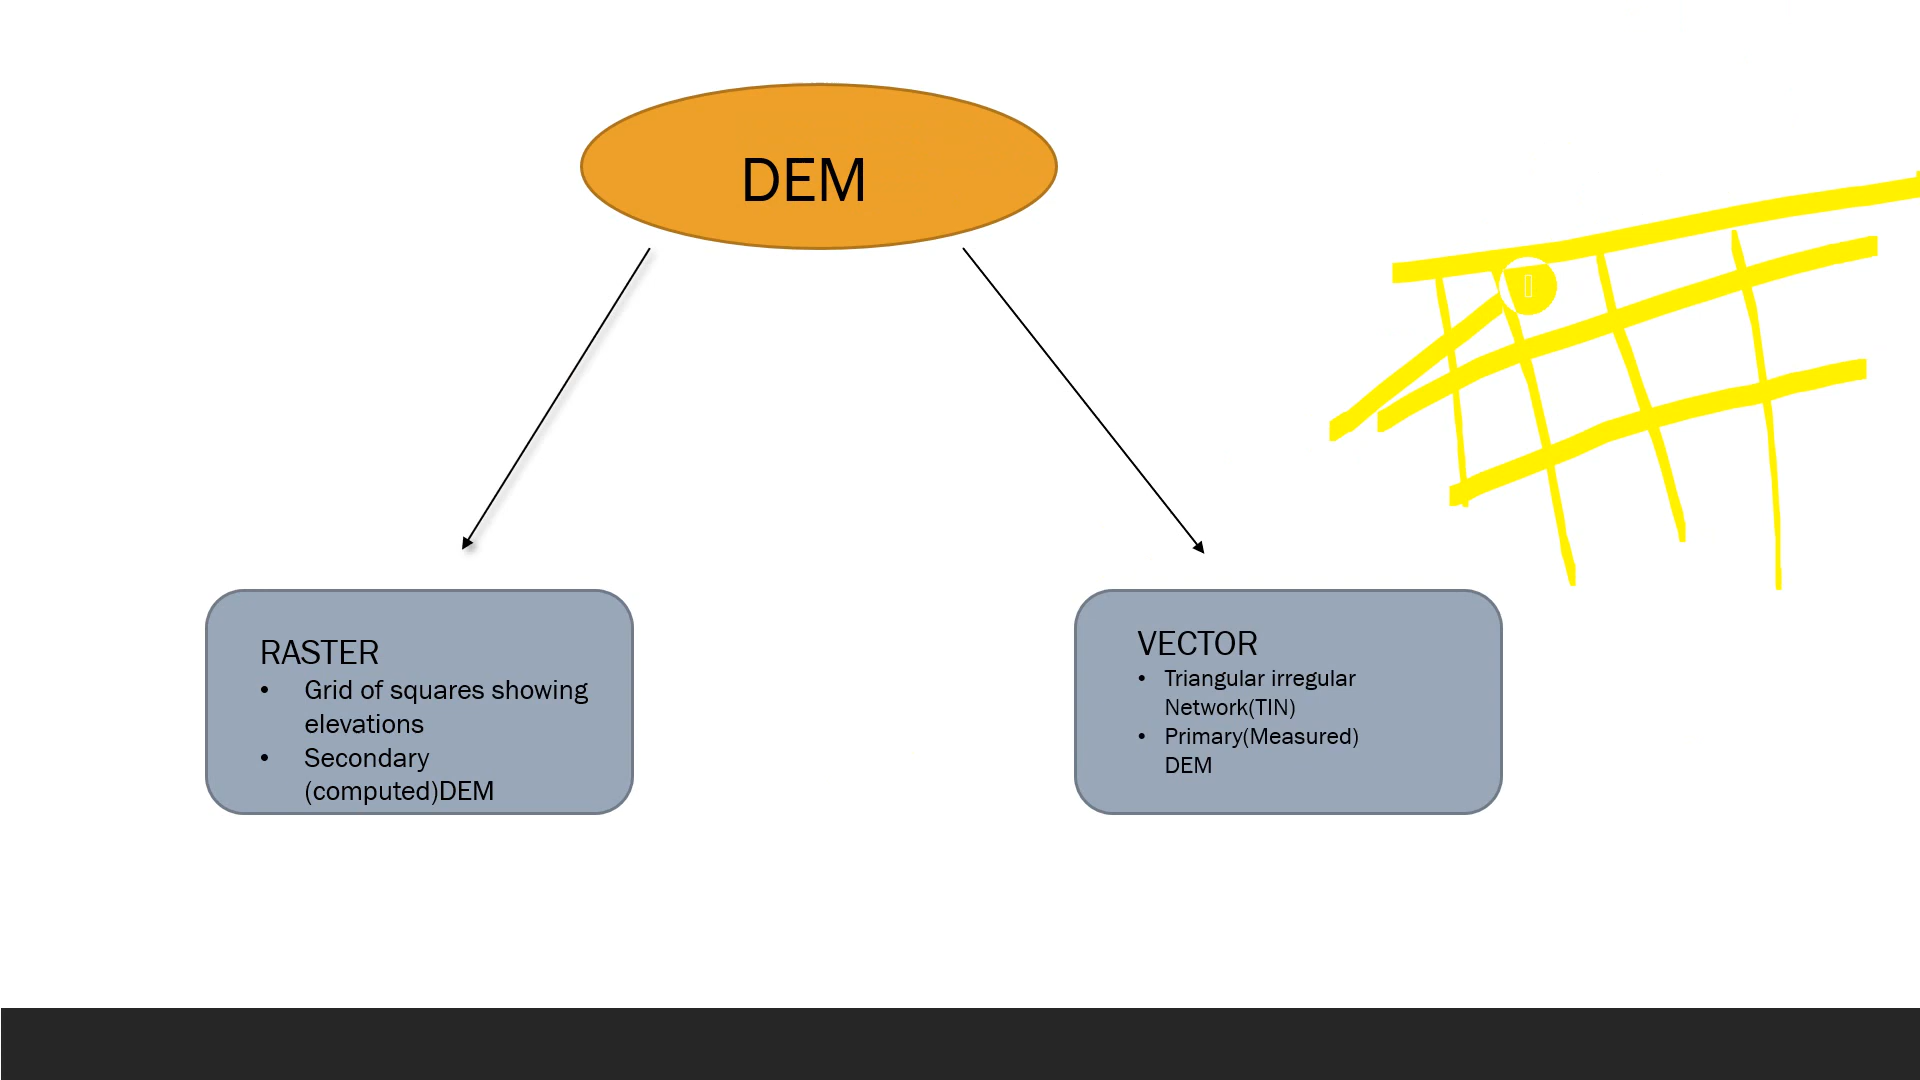 DEM
RASTER
• Grid of squares showing
elevations
• Secondary
(computed)DEM
VECTOR
• Triangular irregular
Network(TIN)
• Primary(Measured)
DEM